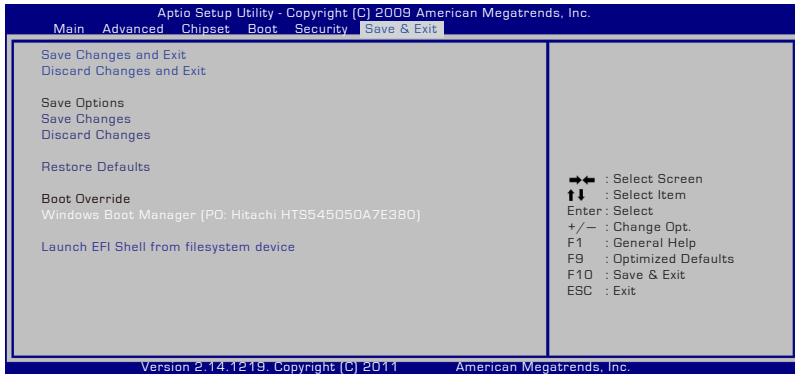 Aptio Setup Utility - Copyright (C) 2009 American Megatrends, Inc.
Main Advanced Chipset Boot Security Save & Exit
Save Changes and Exit
Discard Changes and Exit
Save Options
Save Changes
Discard Changes
Restore Defaults
Boot Override
Windows Boot Manager (PO: Hitachi HTS545050A7E380)
Launch EFI Shell from filesystem device
→← : Select Screen
↑↓ : Select Item
Enter : Select
+/— : Change Opt.
F1 : General Help
F9 : Optimized Defaults
F10 : Save & Exit
ESC : Exit
Version 2.14.1219. Copyright (C) 2011 American Megatrends, Inc.